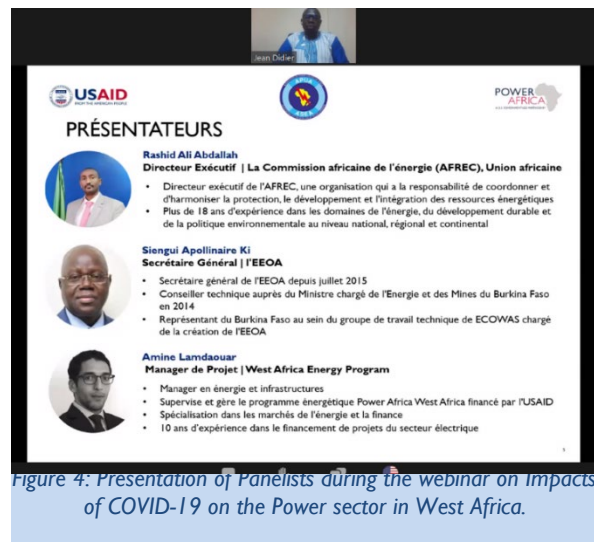 Jean Didier
USAID
FROM THE AMERICAN PEOPLE
APUA
ASEA
POWER
AFRICA
PRÉSENTATEURS
Rashid Ali Abdallah
Directeur Exécutif | La Commission africaine de l'énergie (AFREC), Union africaine
• Directeur exécutif de l'AFREC, une organisation qui a la responsabilité de coordonner et
d'harmoniser la protection, le développement et l'intégration des ressources énergétiques
• Plus de 18 ans d'expérience dans les domaines de l'énergie, du développement durable et
de la politique environnementale au niveau national, régional et continental
Siengui Apollinaire Ki
Secrétaire Général | l'EEOA
• Secrétaire général de l'EEOA depuis juillet 2015
• Conseiller technique auprès du Ministre chargé de l'Energie et des Mines du Burkina Faso
en 2014
• Représentant du Burkina Faso au sein du groupe de travail technique de ECOWAS chargé
de la création de l'EEOA
Amine Lamdaouar
Manager de Projet | West Africa Energy Program
• Manager en énergie et infrastructures
• Supervise et gère le programme énergétique Power Africa West Africa financé par l'USAID
• Spécialisation dans les marchés de l'énergie et la finance
• 10 ans d'expérience dans le financement de projets du secteur électrique
Figure 4: Presentation of Panelists during the webinar on Impacts
of COVID-19 on the Power sector in West Africa.